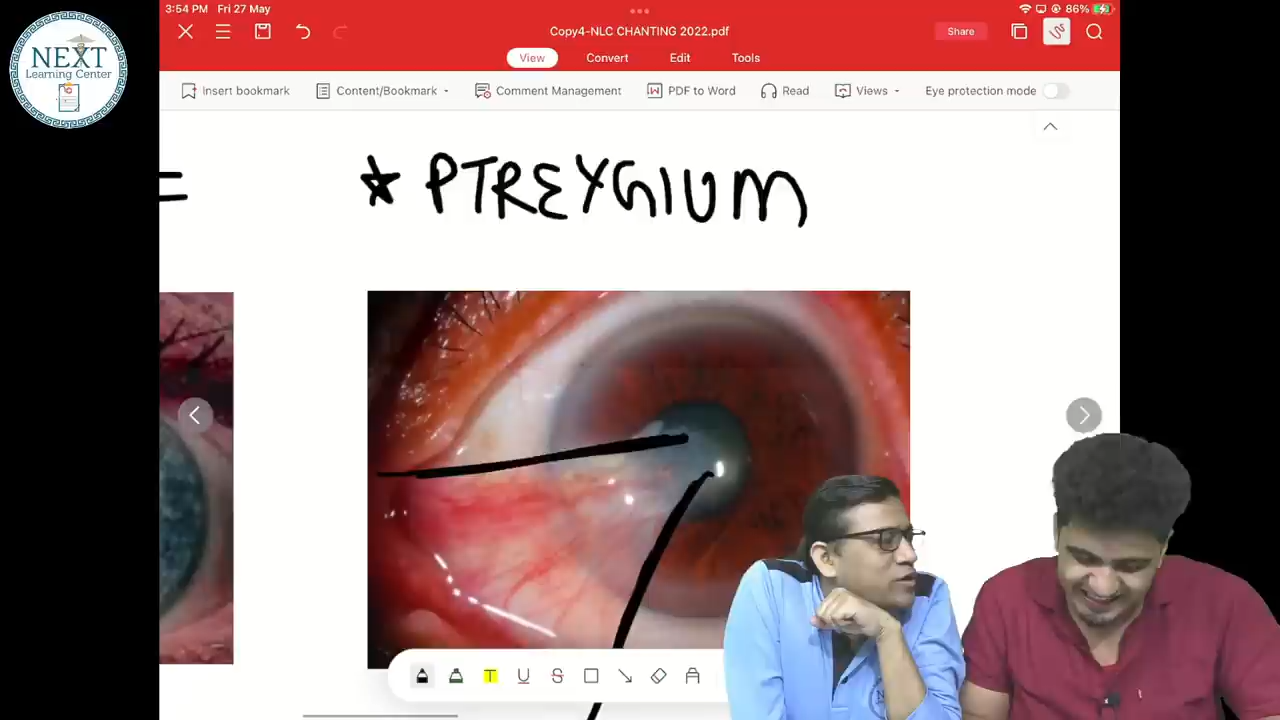 3:54 PM Fri 27 May
86%
NEXT
Learning Center
Copy4-NLC CHANTING 2022.pdf
Share
View
Convert
Edit
Tools
Insert bookmark
Content/Bookmark
Comment Management
PDF to Word
Read
Views
Eye protection mode
= * PTREYGIUM
T U S